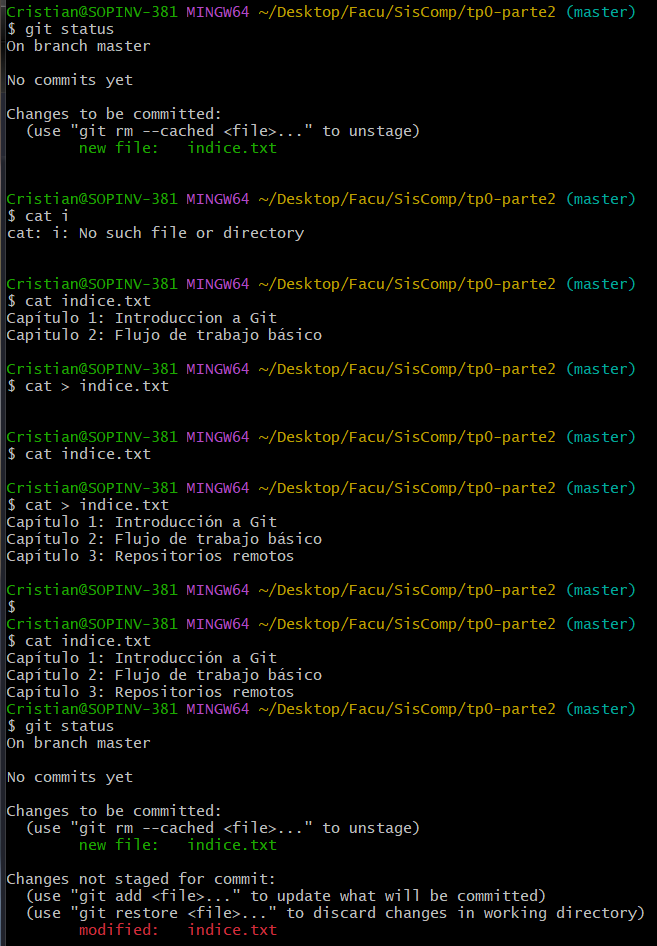 Cristian@SOPINV-381 MINGW64 ~/Desktop/Facu/SisComp/tp0-parte2 (master)
$ git status
On branch master
No commits yet
Changes to be committed:
  (use "git rm --cached <file>..." to unstage)
        new file:   indice.txt
Cristian@SOPINV-381 MINGW64 ~/Desktop/Facu/SisComp/tp0-parte2 (master)
$ cat i
cat: i: No such file or directory
Cristian@SOPINV-381 MINGW64 ~/Desktop/Facu/SisComp/tp0-parte2 (master)
$ cat indice.txt
Capítulo 1: Introduccion a Git
Capitulo 2: Flujo de trabajo básico
Cristian@SOPINV-381 MINGW64 ~/Desktop/Facu/SisComp/tp0-parte2 (master)
$ cat > indice.txt
Cristian@SOPINV-381 MINGW64 ~/Desktop/Facu/SisComp/tp0-parte2 (master)
$ cat indice.txt
Cristian@SOPINV-381 MINGW64 ~/Desktop/Facu/SisComp/tp0-parte2 (master)
$ cat > indice.txt
Capítulo 1: Introducción a Git
Capítulo 2: Flujo de trabajo básico
Capítulo 3: Repositorios remotos
Cristian@SOPINV-381 MINGW64 ~/Desktop/Facu/SisComp/tp0-parte2 (master)
$
Cristian@SOPINV-381 MINGW64 ~/Desktop/Facu/SisComp/tp0-parte2 (master)
$ cat indice.txt
Capítulo 1: Introducción a Git
Capítulo 2: Flujo de trabajo básico
Capítulo 3: Repositorios remotos
Cristian@SOPINV-381 MINGW64 ~/Desktop/Facu/SisComp/tp0-parte2 (master)
$ git status
On branch master
No commits yet
Changes to be committed:
  (use "git rm --cached <file>..." to unstage)
        new file:   indice.txt
Changes not staged for commit:
  (use "git add <file>..." to update what will be committed)
  (use "git restore <file>..." to discard changes in working directory)
        modified:   indice.txt